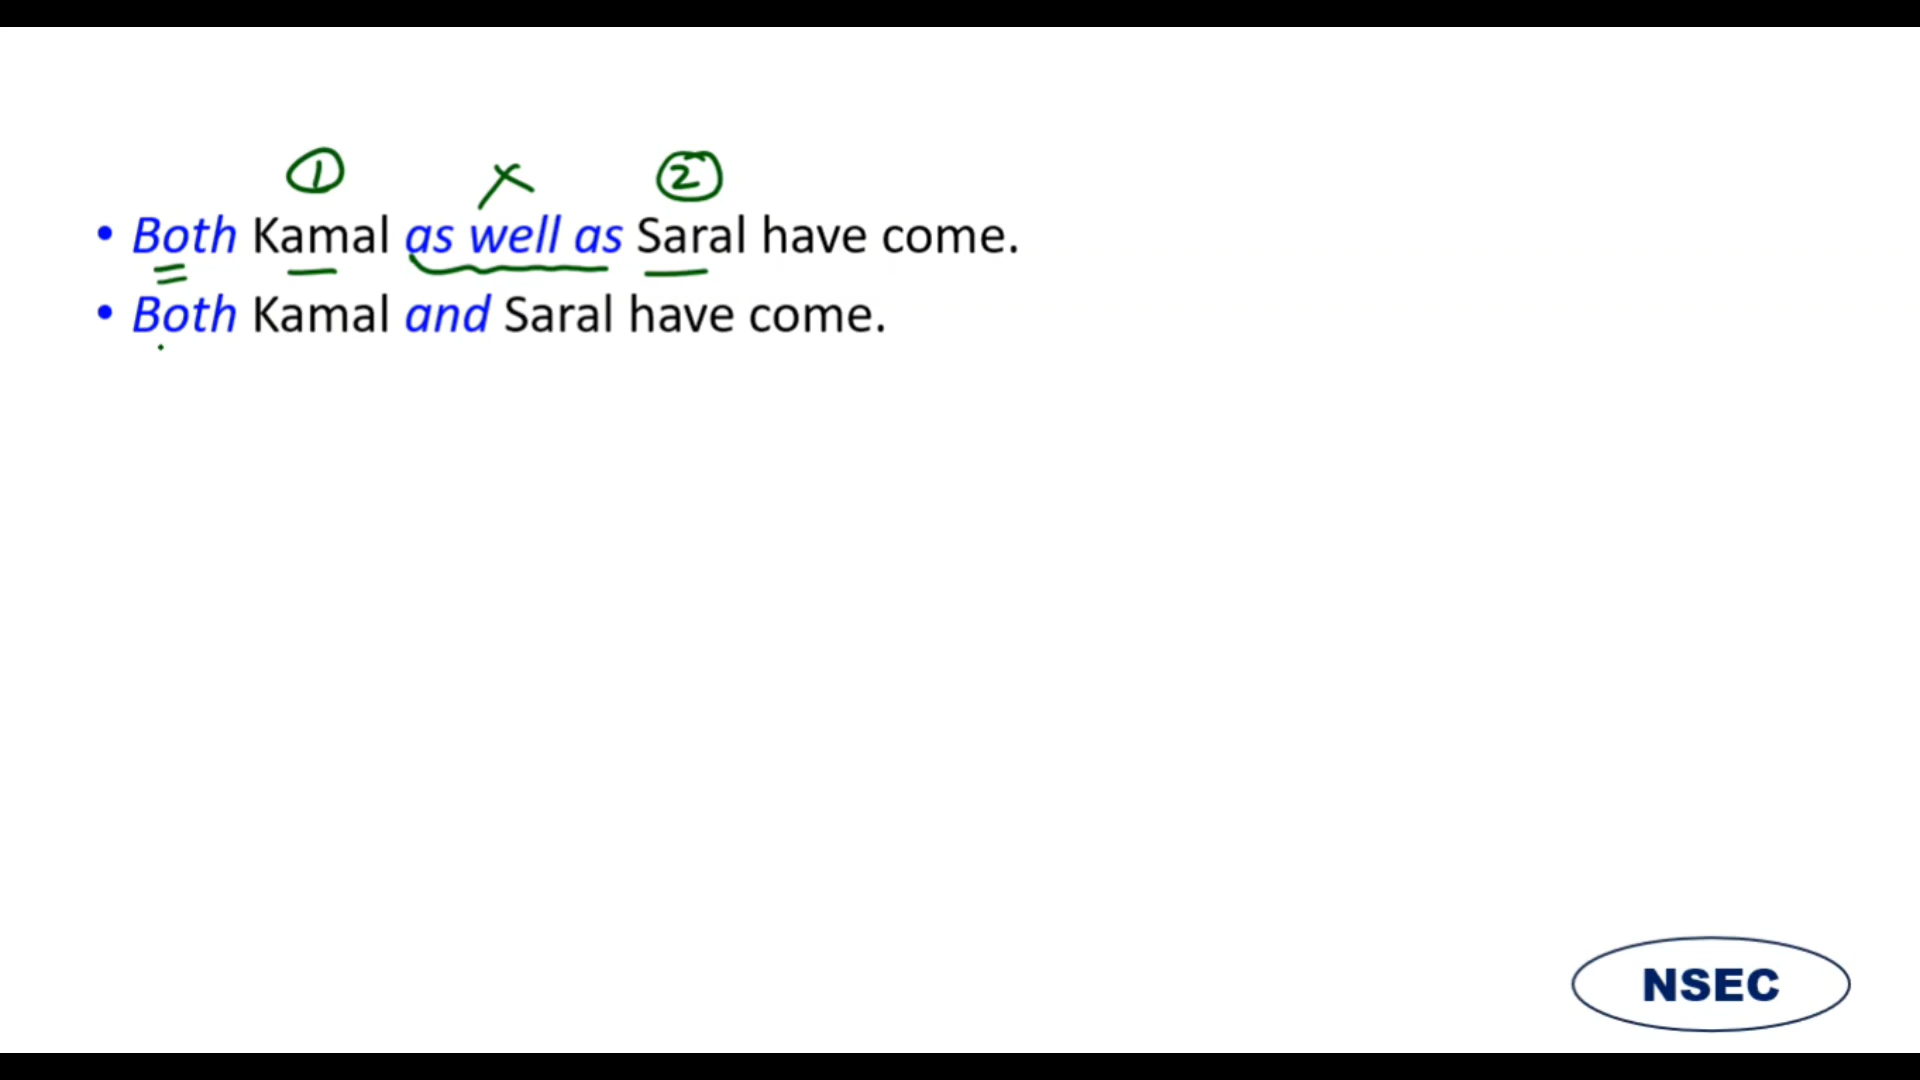 ① × ②
• Both Kamal as well as Saral have come.
• Both Kamal and Saral have come.
NSEC